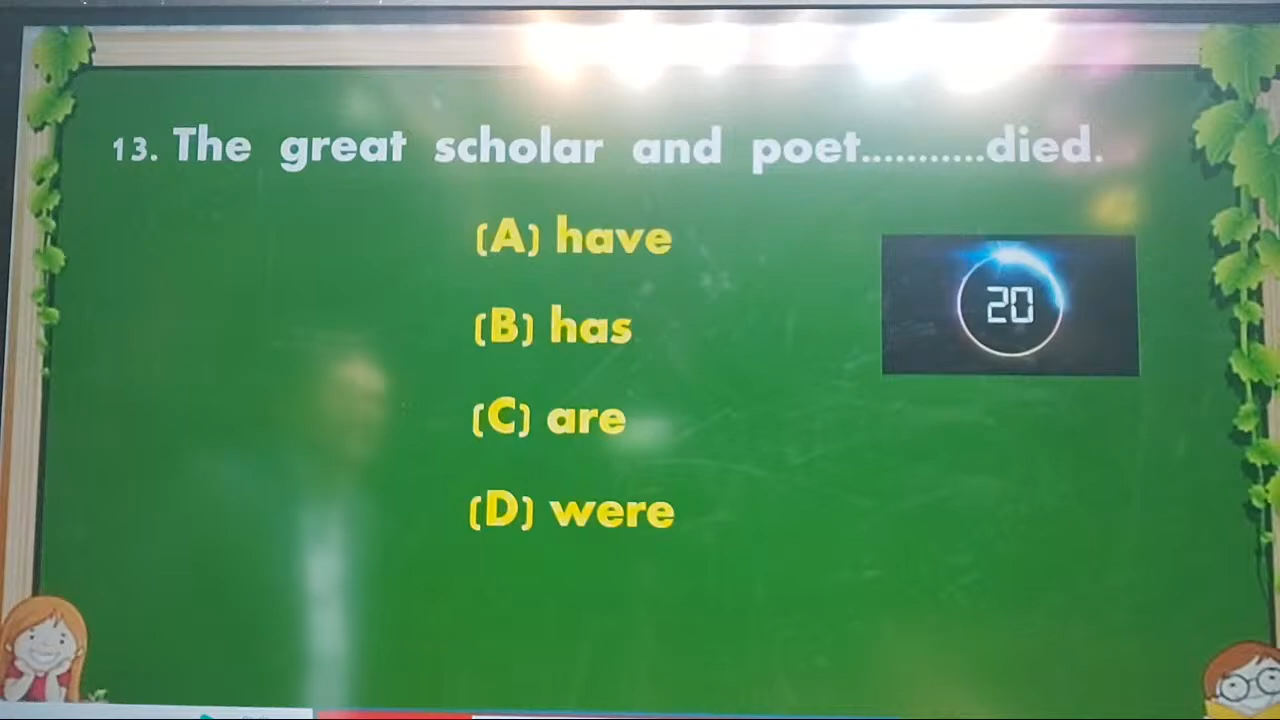 13. The great scholar and poet...........died.
(A) have
(B) has
20
(C) are
(D) were